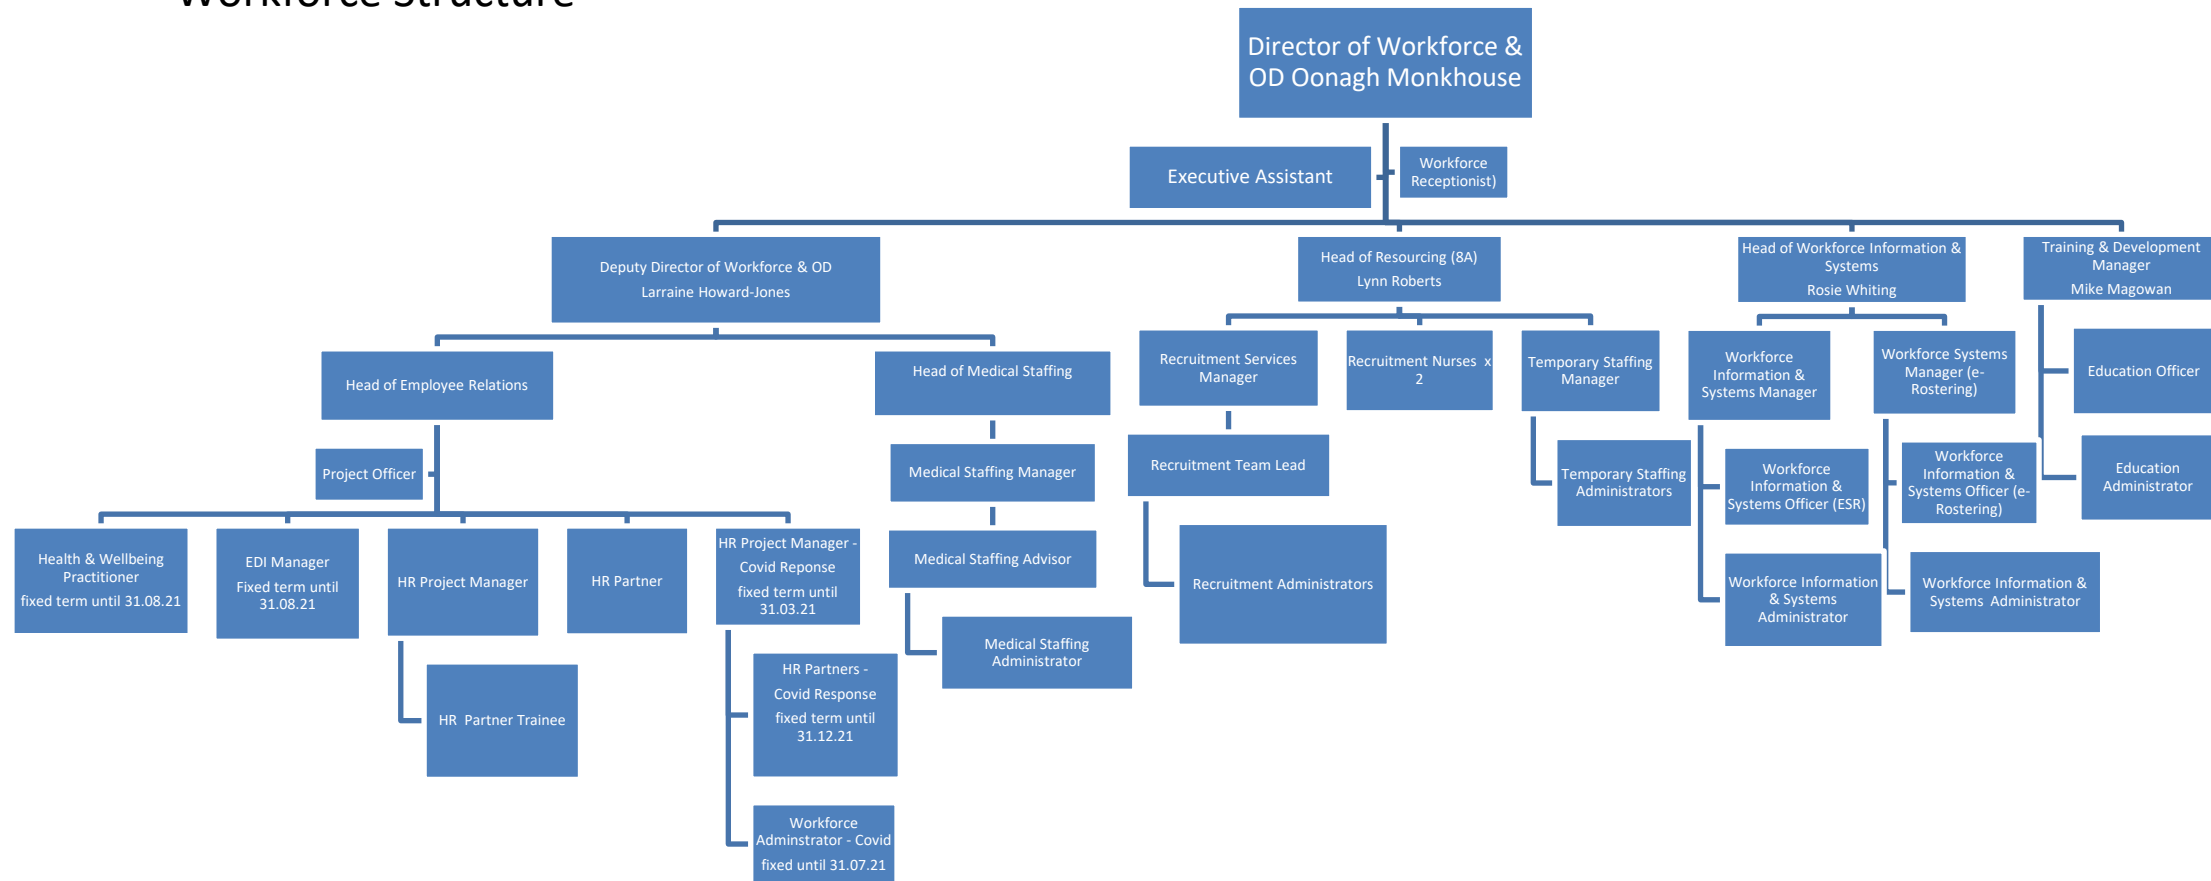 Workforce Structure
Director of Workforce &
OD Oonagh Monkhouse
Executive Assistant
Workforce
Receptionist)
Deputy Director of Workforce & OD
Larraine Howard-Jones
Head of Resourcing (8A)
Lynn Roberts
Head of Workforce Information &
Systems
Rosie Whiting
Training & Development
Manager
Mike Magowan
Head of Employee Relations
Head of Medical Staffing
Recruitment Services
Manager
Recruitment Nurses x
2
Temporary Staffing
Manager
Workforce
Information &
Systems Manager
Workforce Systems
Manager (e-
Rostering)
Education Officer
Project Officer
Medical Staffing Manager
Recruitment Team Lead
Temporary Staffing
Administrators
Workforce
Information &
Systems Officer (ESR)
Workforce
Information &
Systems Officer (e-
Rostering)
Education
Administrator
Health & Wellbeing
Practitioner
fixed term until 31.08.21
EDI Manager
Fixed term until
31.08.21
HR Project Manager
HR Partner
HR Project Manager -
Covid Reponse
fixed term until
31.03.21
Medical Staffing Advisor
Recruitment Administrators
Workforce Information
& Systems
Administrator
Workforce Information &
Systems Administrator
Medical Staffing
Administrator
HR Partner Trainee
HR Partners -
Covid Response
fixed term until
31.12.21
Workforce
Adminstrator - Covid
fixed until 31.07.21